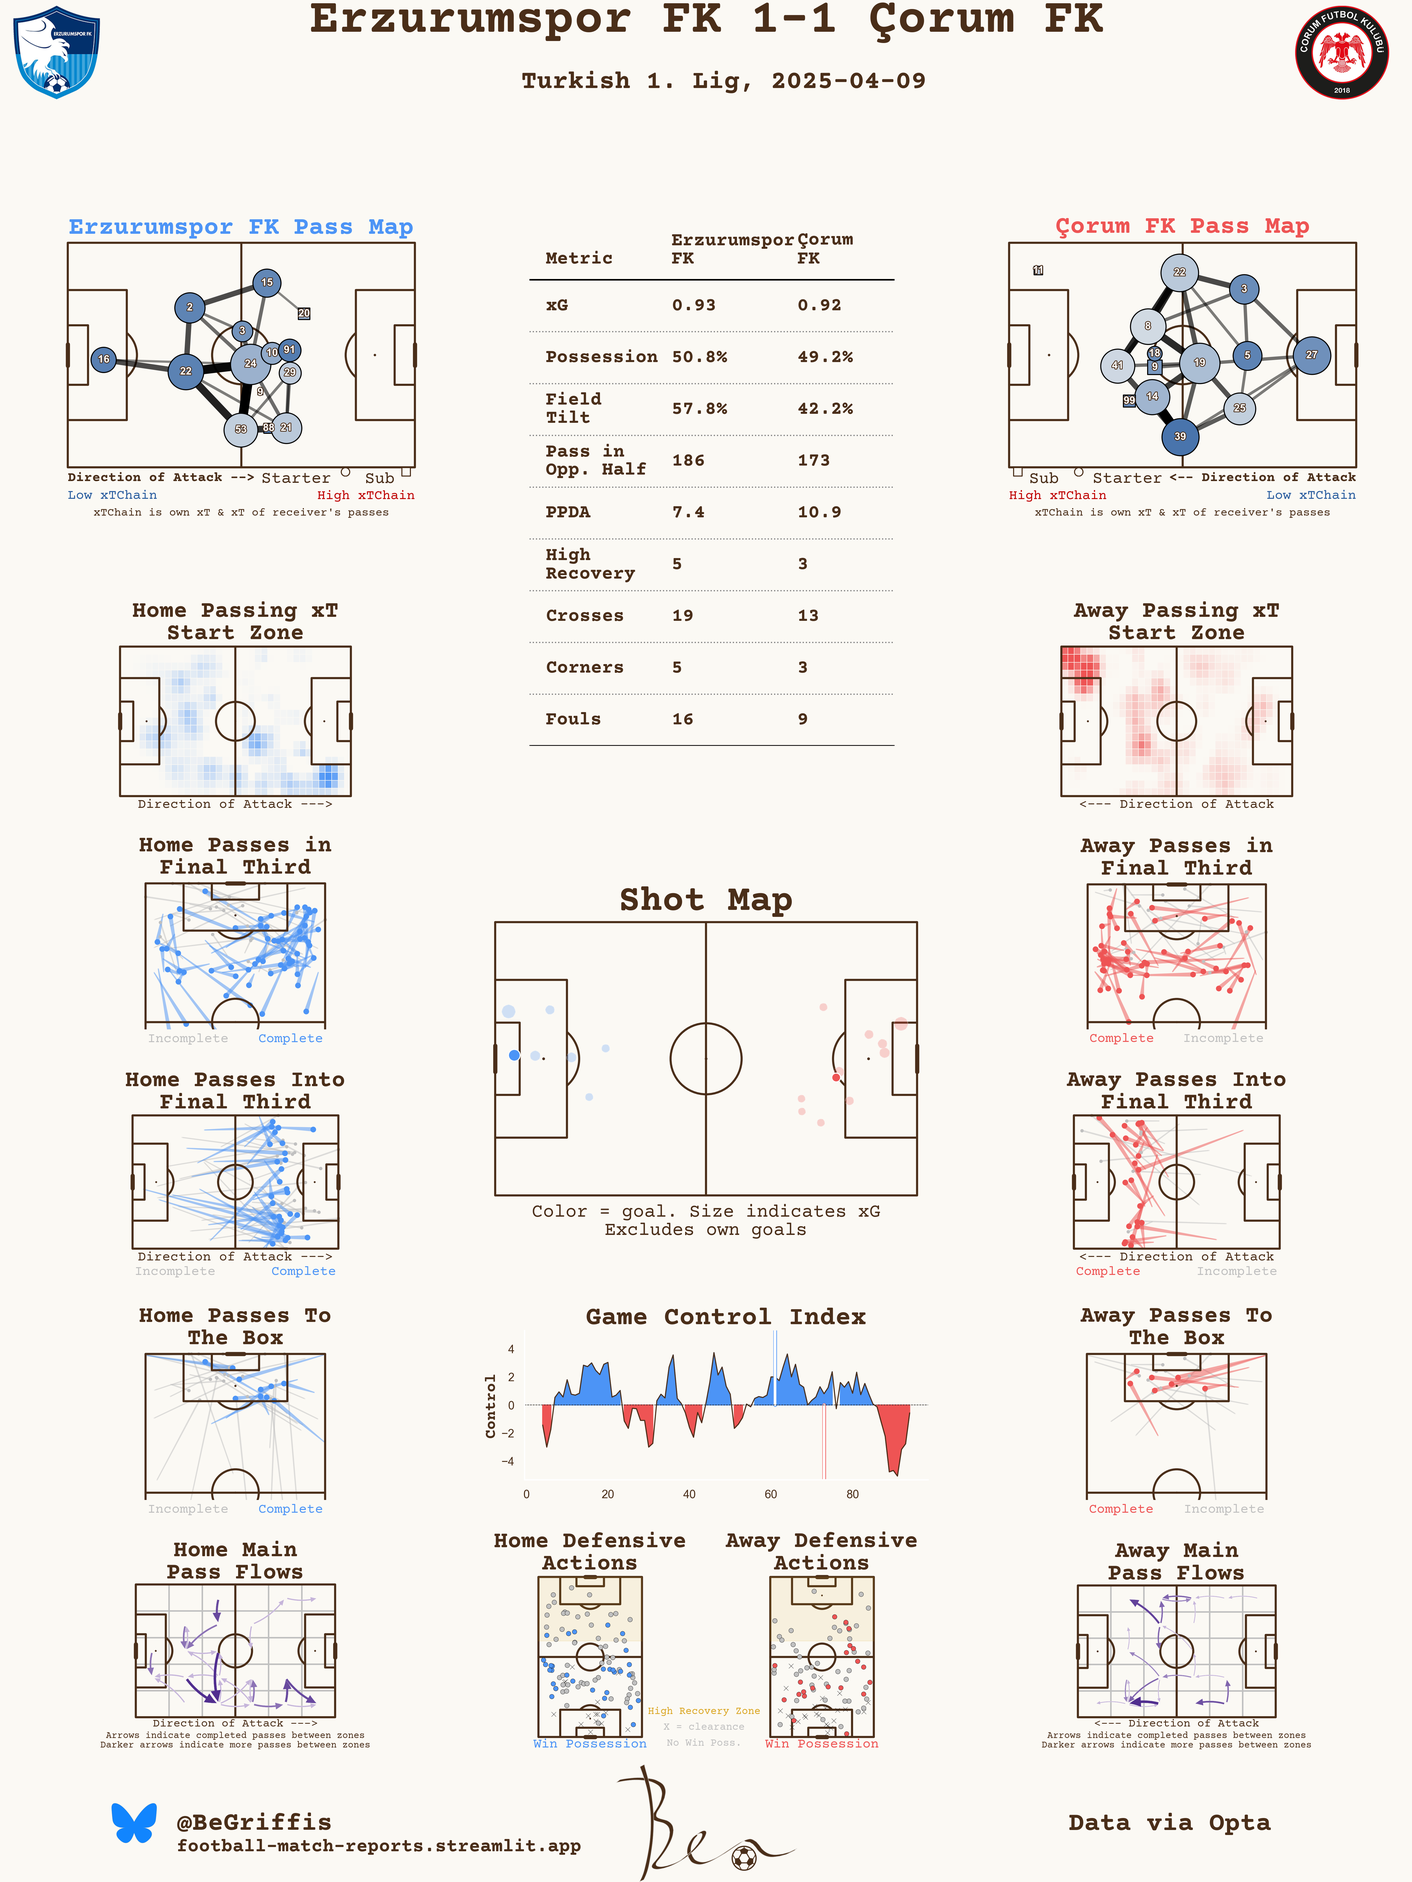 Erzurumspor FK 1-1 Çorum FK
Turkish 1. Lig, 2025-04-09
ERZURUMSPOR FK
ÇORUM FUTBOL KULÜBÜ
2018
Erzurumspor FK Pass Map
15
20
2
3
10
91
16
24
22
29
9
53
88
21
Direction of Attack --> Starter Sub
Low xTChain High xTChain
xTChain is own xT & xT of receiver's passes
Metric Erzurumspor FK Çorum FK
xG 0.93 0.92
Possession 50.8% 49.2%
Field Tilt 57.8% 42.2%
Pass in Opp. Half 186 173
PPDA 7.4 10.9
High Recovery 5 3
Crosses 19 13
Corners 5 3
Fouls 16 9
Çorum FK Pass Map
11
22
3
8
18
5
27
41
9
19
99
14
25
39
Sub Starter <-- Direction of Attack
High xTChain Low xTChain
xTChain is own xT & xT of receiver's passes
Home Passing xT
Start Zone
Direction of Attack --->
Away Passing xT
Start Zone
<--- Direction of Attack
Home Passes in
Final Third
Incomplete Complete
Away Passes in
Final Third
Complete Incomplete
Shot Map
Color = goal. Size indicates xG
Excludes own goals
Home Passes Into
Final Third
Direction of Attack --->
Incomplete Complete
Away Passes Into
Final Third
<--- Direction of Attack
Complete Incomplete
Home Passes To
The Box
Incomplete Complete
Game Control Index
Control
4
2
0
−2
−4
0 20 40 60 80
Away Passes To
The Box
Complete Incomplete
Home Main
Pass Flows
Direction of Attack --->
Arrows indicate completed passes between zones
Darker arrows indicate more passes between zones
Home Defensive
Actions
Win Possession
Away Defensive
Actions
Win Possession
High Recovery Zone
X = clearance
No Win Poss.
Away Main
Pass Flows
<--- Direction of Attack
Arrows indicate completed passes between zones
Darker arrows indicate more passes between zones
@BeGriffis
football-match-reports.streamlit.app
Ben
Data via Opta